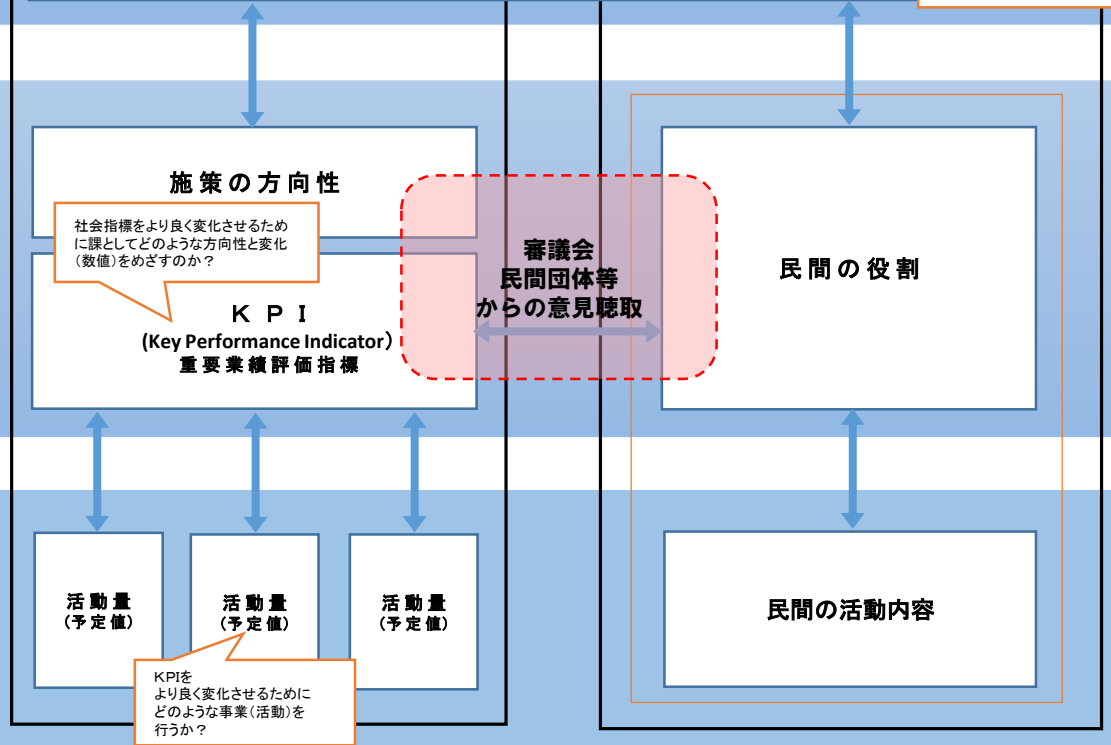 施策の方向性
社会指標をより良く変化させるため
に課としてどのような方向性と変化
（数値）をめざすのか？
ＫＰＩ
(Key Performance Indicator）
重要業績評価指標
審議会
民間団体等
からの意見聴取
民間の役割
活動量
（予定値）
活動量
（予定値）
活動量
（予定値）
KPIを
より良く変化させるために
どのような事業（活動）を
行うか？
民間の活動内容